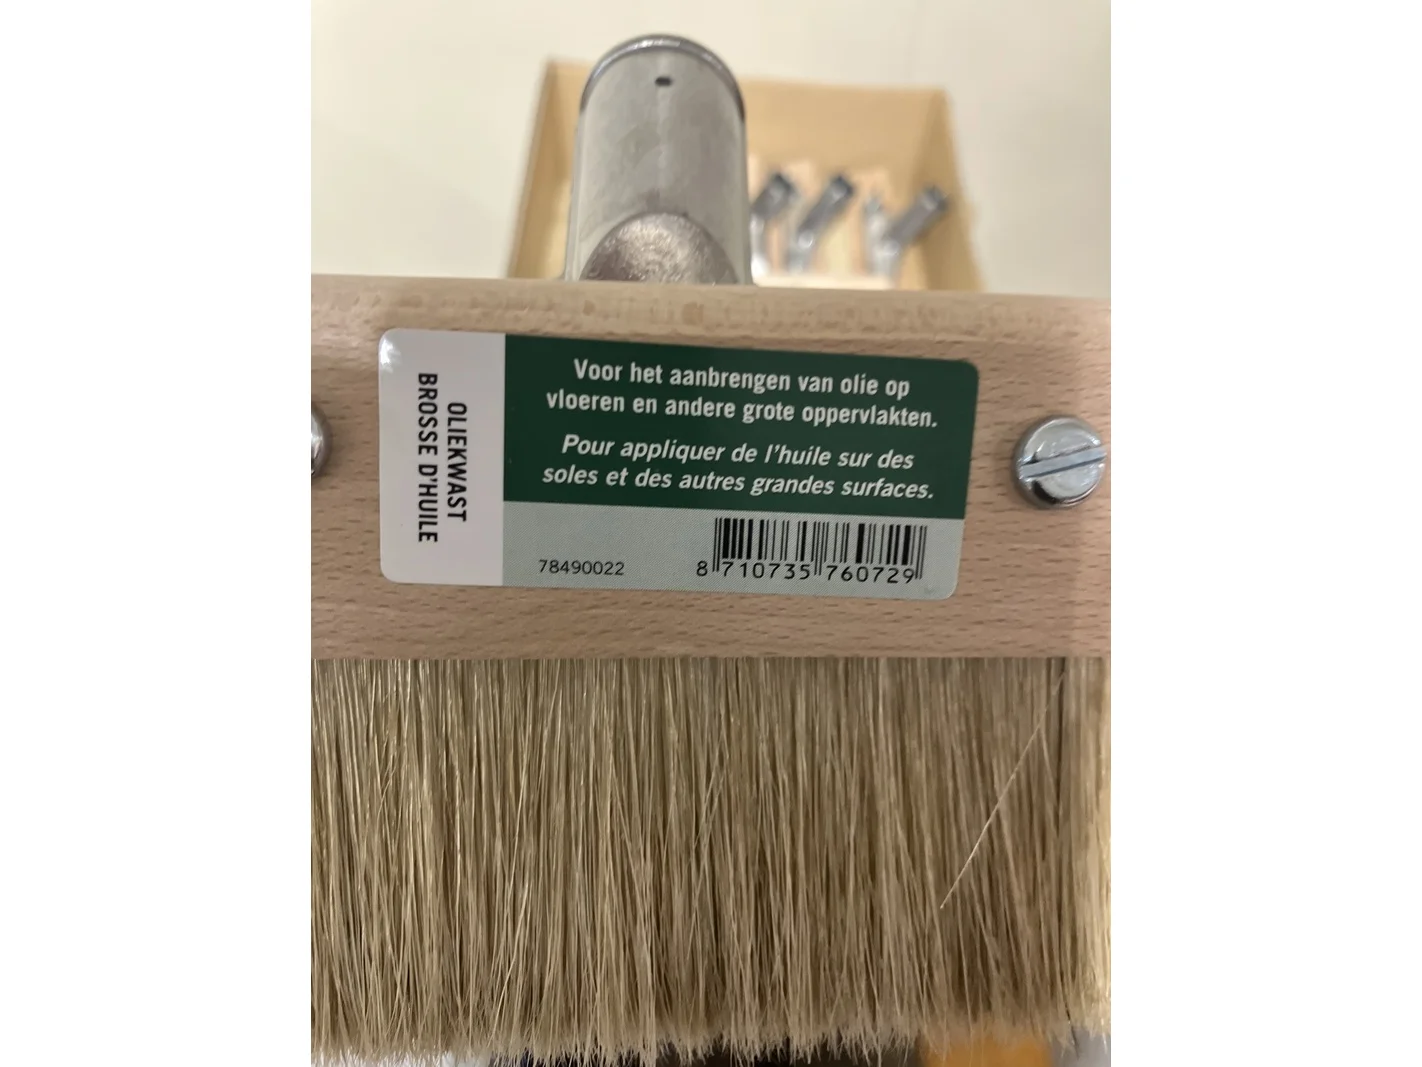 OLIEKWAST
BROSSE D'HUILE
Voor het aanbrengen van olie op
vloeren en andere grote oppervlakten.
Pour appliquer de l'huile sur des
soles et des autres grandes surfaces.
78490022
8 710735 760729